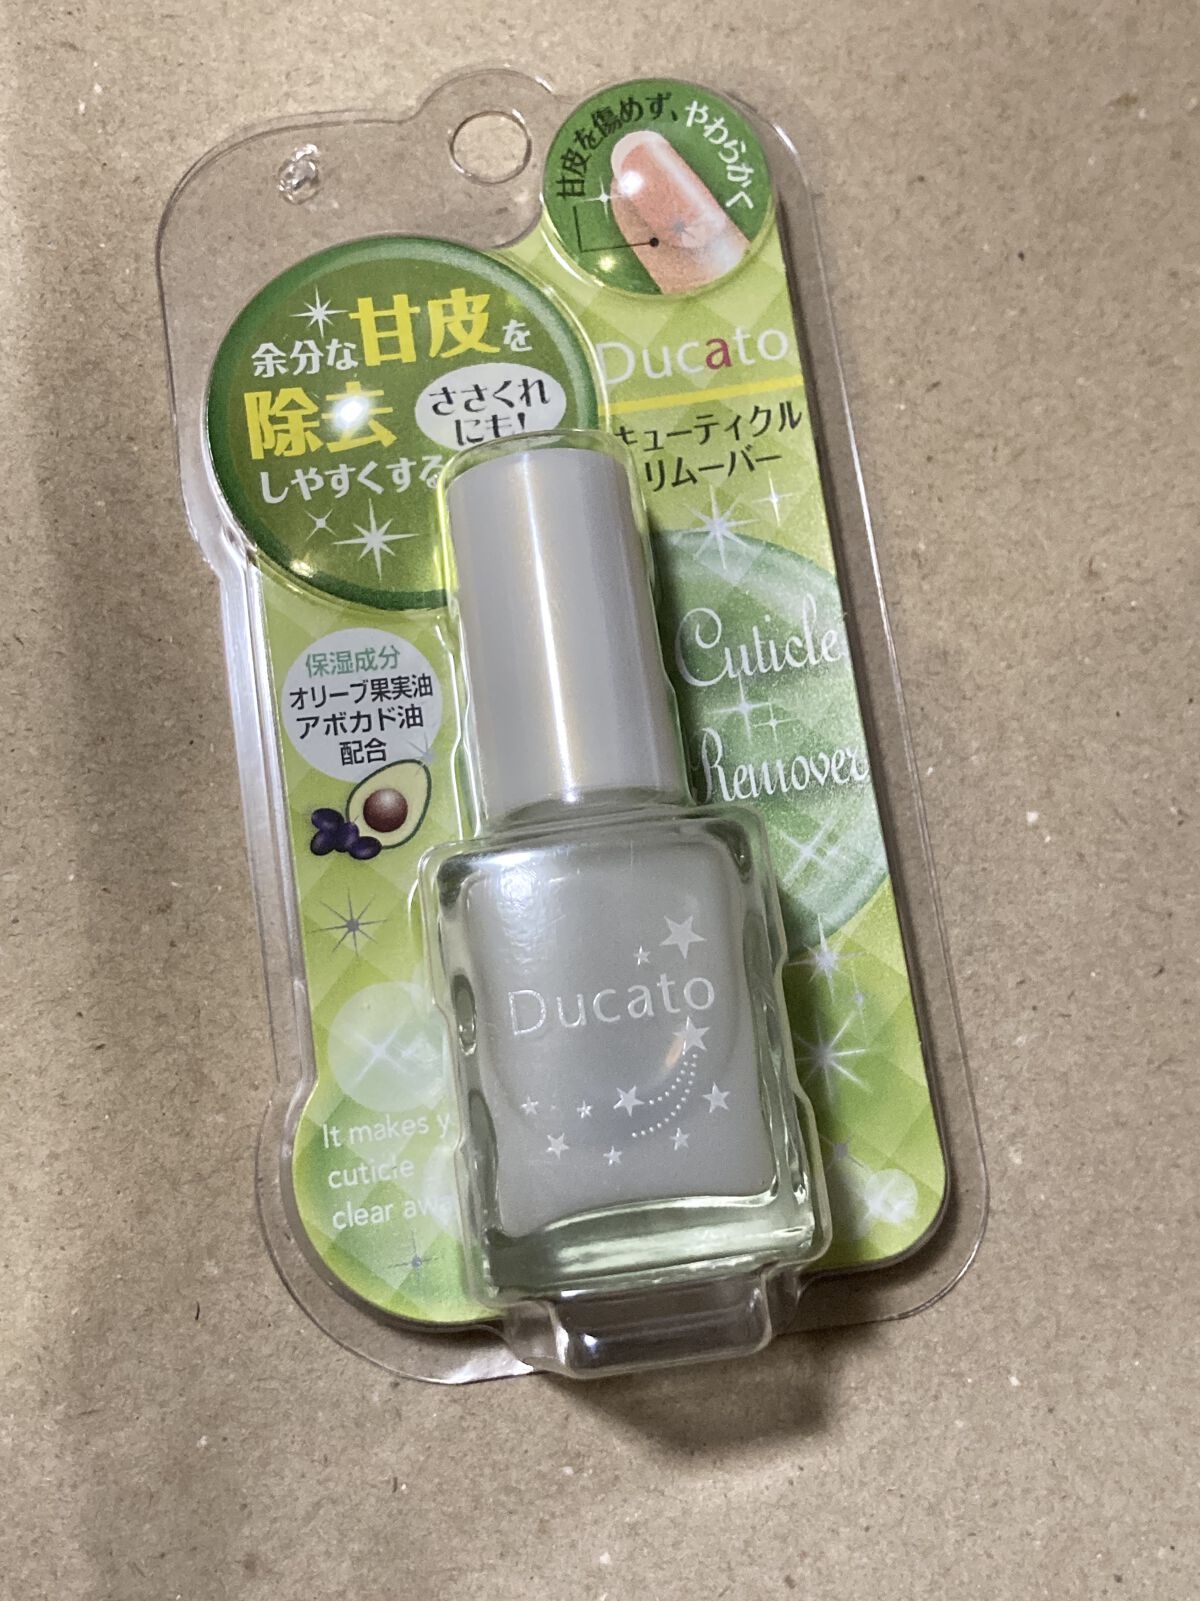 甘皮を傷めず、やわらかく
余分な甘皮を
除去
しやすくする
ささくれ
にも!
Ducato
キューティクル
リムーバー
Cuticle
Remover
保湿成分
オリーブ果実油
アボカド油
配合
Ducato
It makes
cuticle
clear